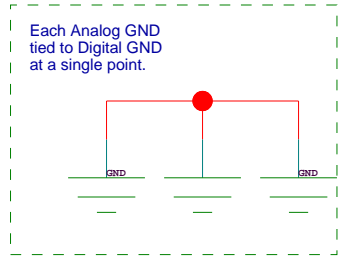 Each Analog GND
tied to Digital GND
at a single point.
GND
GND